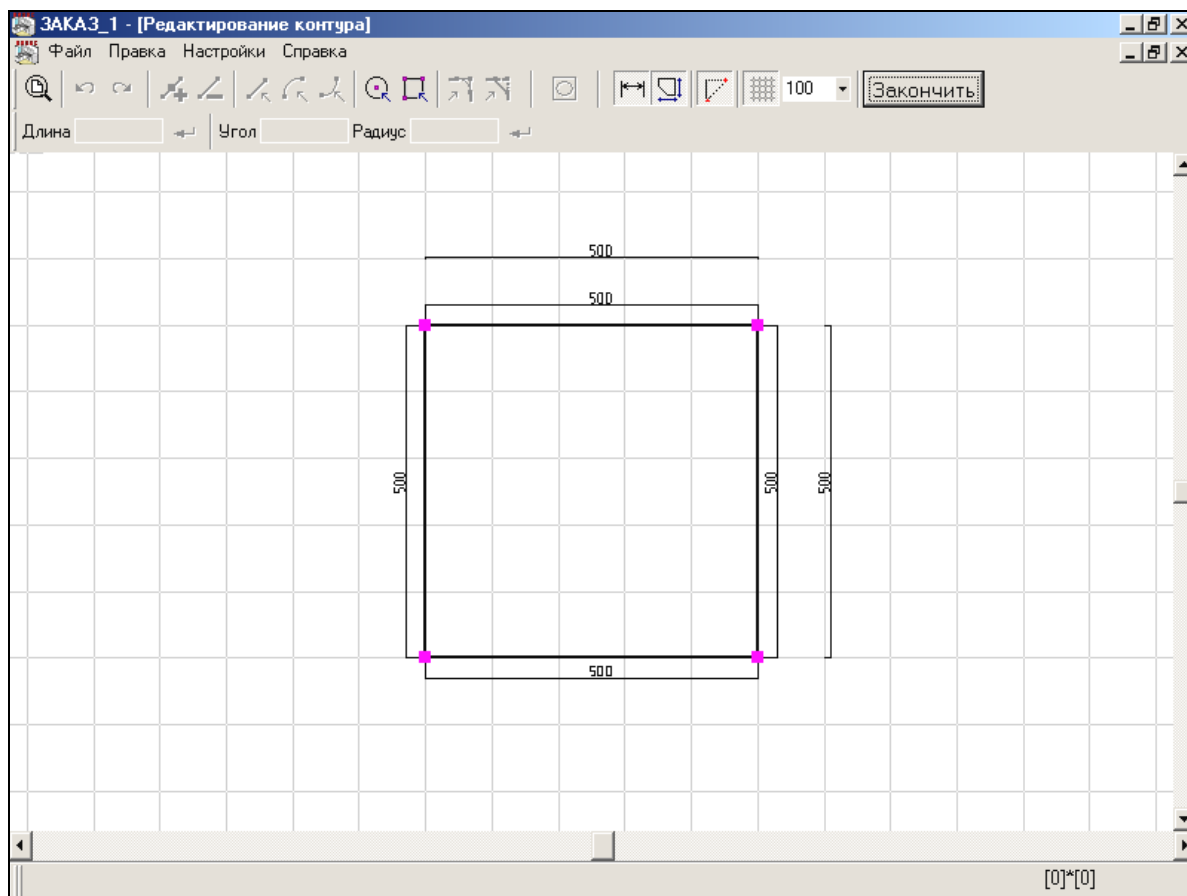 ЗАКАЗ_1 - [Редактирование контура]
Файл Правка Настройки Справка
100 Закончить
Длина Угол Радиус
500
500
500 500 500
500
[0]*[0]